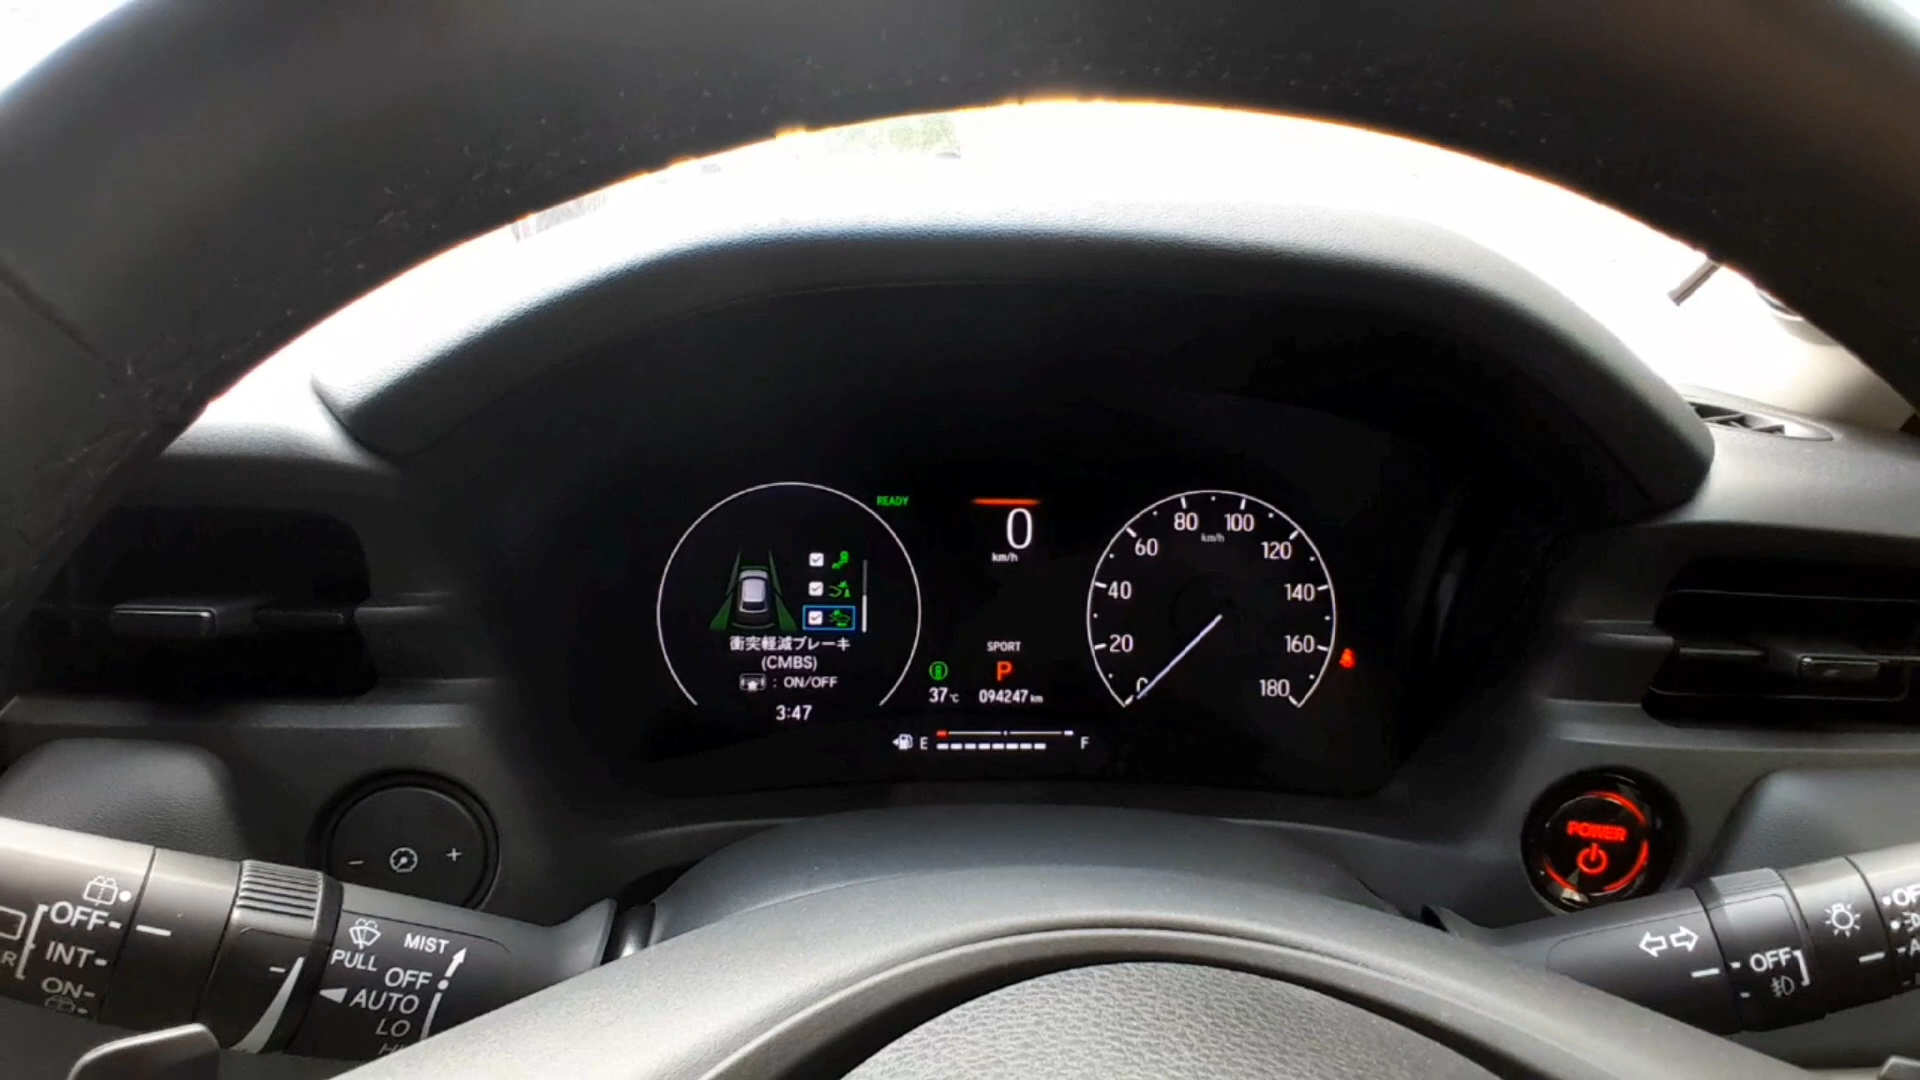 READY
0
km/h
衝突軽減ブレーキ
(CMBS)
: ON/OFF
3:47
SPORT
P
37℃
094247 km
E
F
20
40
60
80
100
120
140
160
180
km/h
POWER
- +
OFF
INT
ON
PULL
MIST
OFF
AUTO
LO
OFF